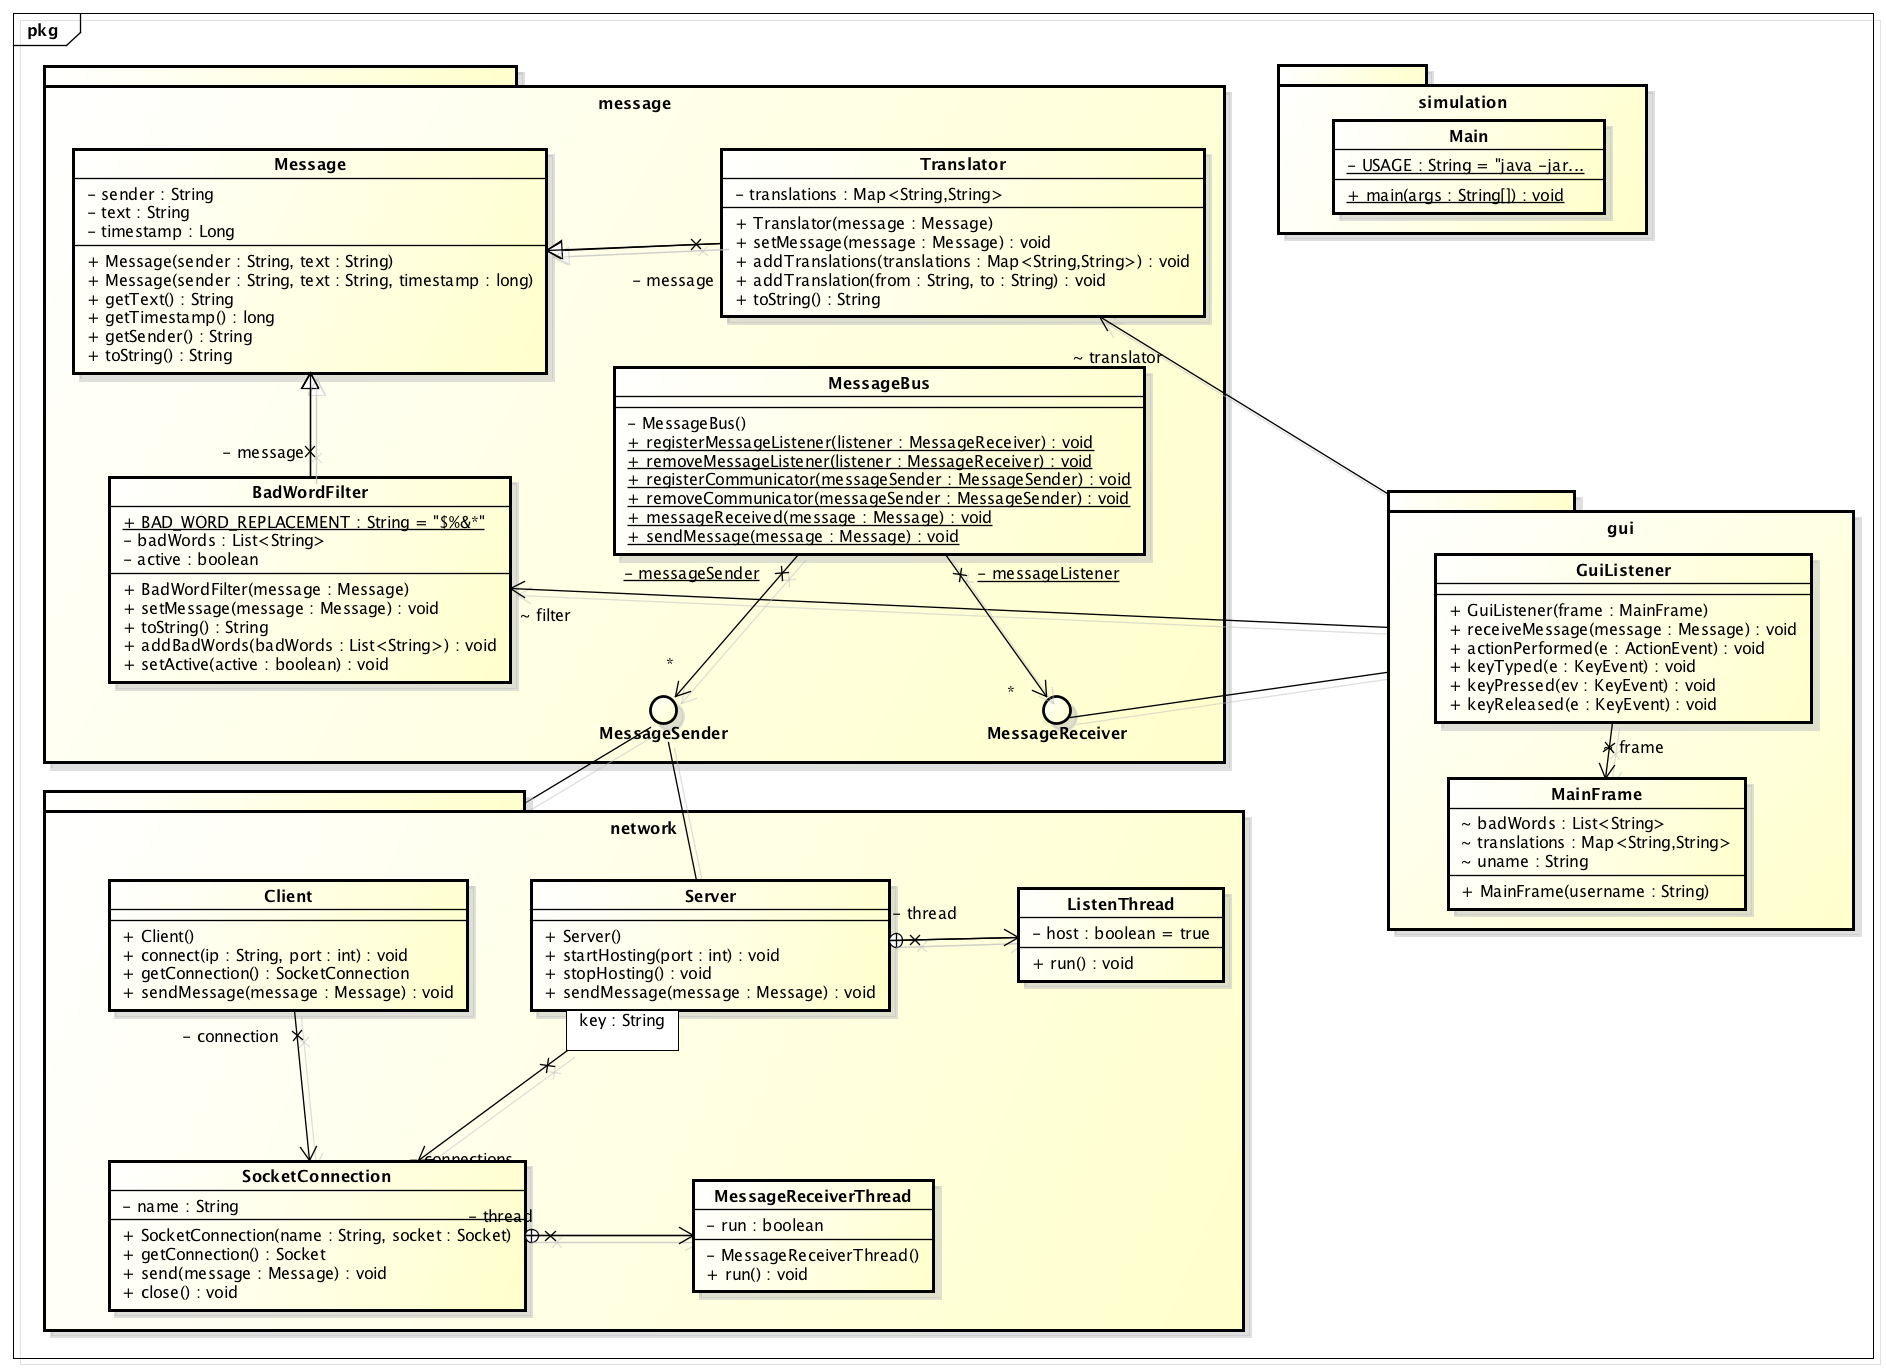 pkg
message
Message
– sender : String
– text : String
– timestamp : Long
+ Message(sender : String, text : String)
+ Message(sender : String, text : String, timestamp : long)
+ getText() : String
+ getTimestamp() : long
+ getSender() : String
+ toString() : String
– message
Translator
– translations : Map<String,String>
+ Translator(message : Message)
+ setMessage(message : Message) : void
+ addTranslations(translations : Map<String,String>) : void
+ addTranslation(from : String, to : String) : void
+ toString() : String
~ translator
– message
BadWordFilter
+ BAD_WORD_REPLACEMENT : String = "$%&*"
– badWords : List<String>
– active : boolean
+ BadWordFilter(message : Message)
+ setMessage(message : Message) : void
+ toString() : String
+ addBadWords(badWords : List<String>) : void
+ setActive(active : boolean) : void
~ filter
MessageBus
– MessageBus()
+ registerMessageListener(listener : MessageReceiver) : void
+ removeMessageListener(listener : MessageReceiver) : void
+ registerCommunicator(messageSender : MessageSender) : void
+ removeCommunicator(messageSender : MessageSender) : void
+ messageReceived(message : Message) : void
+ sendMessage(message : Message) : void
– messageSender
– messageListener
*
*
MessageSender
MessageReceiver
simulation
Main
– USAGE : String = "java –jar...
+ main(args : String[]) : void
gui
GuiListener
+ GuiListener(frame : MainFrame)
+ receiveMessage(message : Message) : void
+ actionPerformed(e : ActionEvent) : void
+ keyTyped(e : KeyEvent) : void
+ keyPressed(ev : KeyEvent) : void
+ keyReleased(e : KeyEvent) : void
frame
MainFrame
~ badWords : List<String>
~ translations : Map<String,String>
~ uname : String
+ MainFrame(username : String)
network
Client
+ Client()
+ connect(ip : String, port : int) : void
+ getConnection() : SocketConnection
+ sendMessage(message : Message) : void
– connection
Server
+ Server()
+ startHosting(port : int) : void
+ stopHosting() : void
+ sendMessage(message : Message) : void
key : String
– thread
ListenThread
– host : boolean = true
+ run() : void
– connections
SocketConnection
– name : String
+ SocketConnection(name : String, socket : Socket)
+ getConnection() : Socket
+ send(message : Message) : void
+ close() : void
– thread
MessageReceiverThread
– run : boolean
– MessageReceiverThread()
+ run() : void